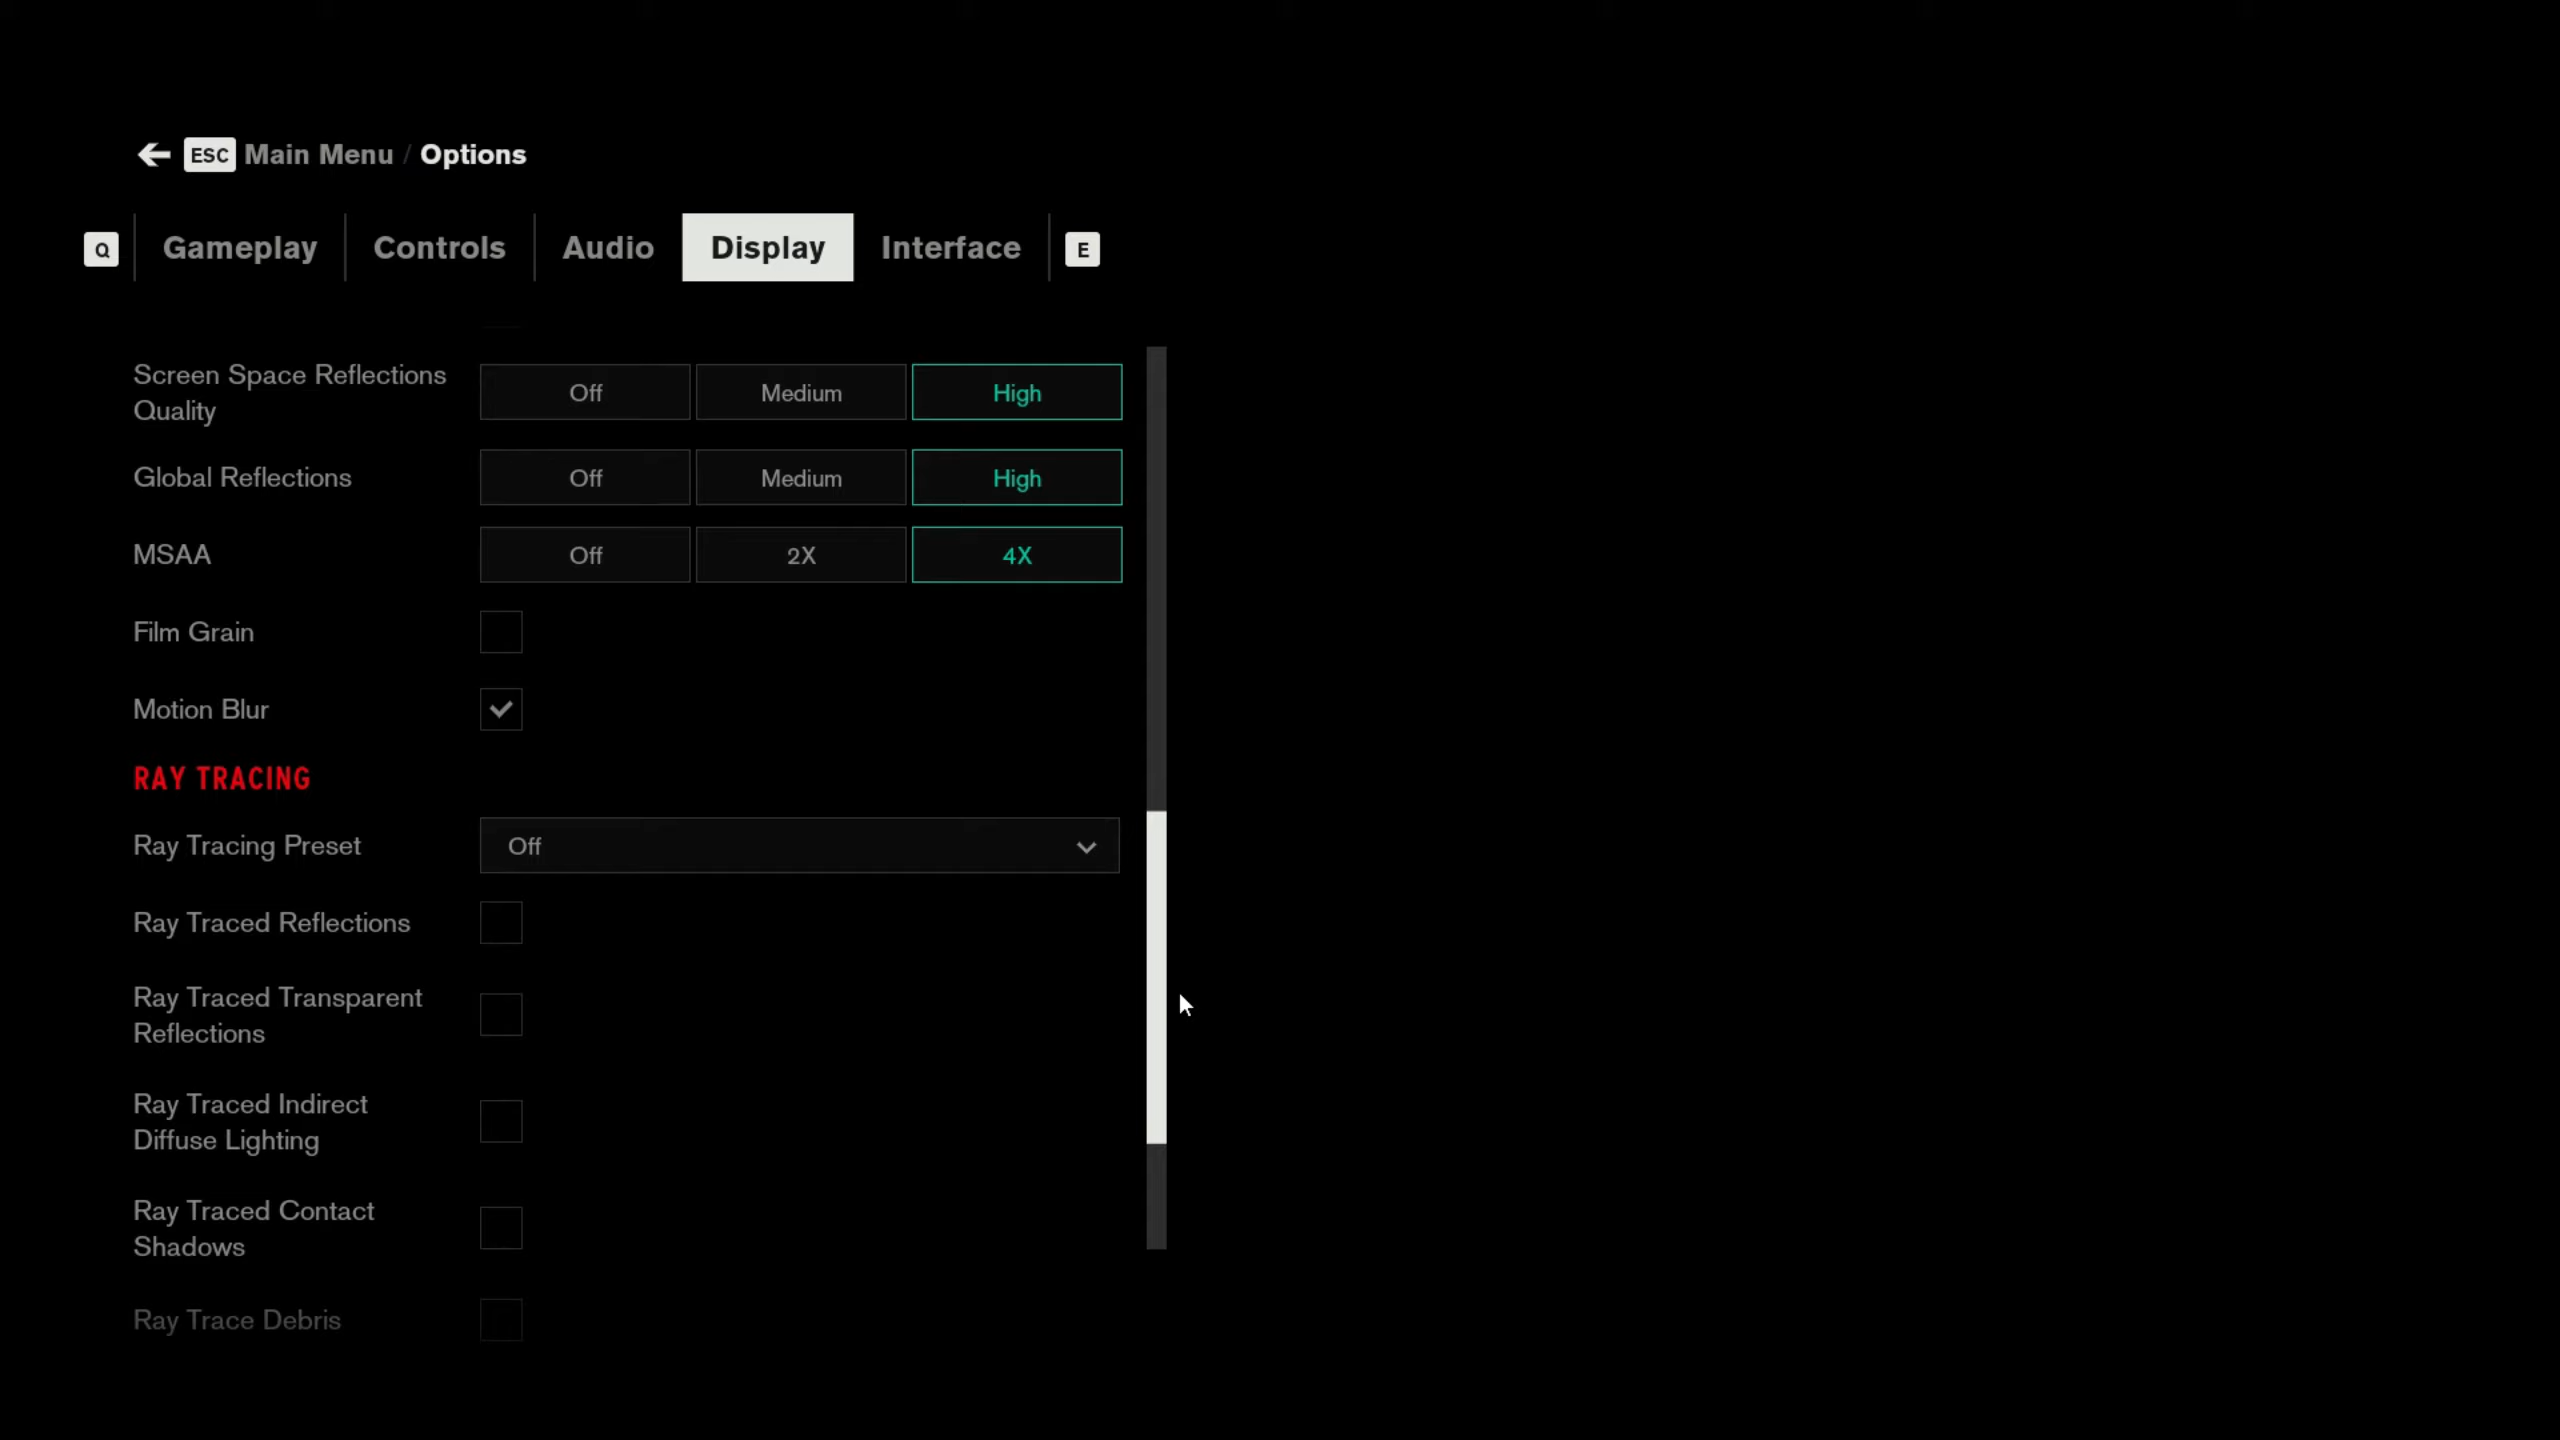 ESC Main Menu / Options
Q Gameplay Controls Audio Display Interface E
Screen Space Reflections
Quality
Off Medium High
Global Reflections Off Medium High
MSAA Off 2X 4X
Film Grain
Motion Blur
RAY TRACING
Ray Tracing Preset Off
Ray Traced Reflections
Ray Traced Transparent
Reflections
Ray Traced Indirect
Diffuse Lighting
Ray Traced Contact
Shadows
Ray Trace Debris